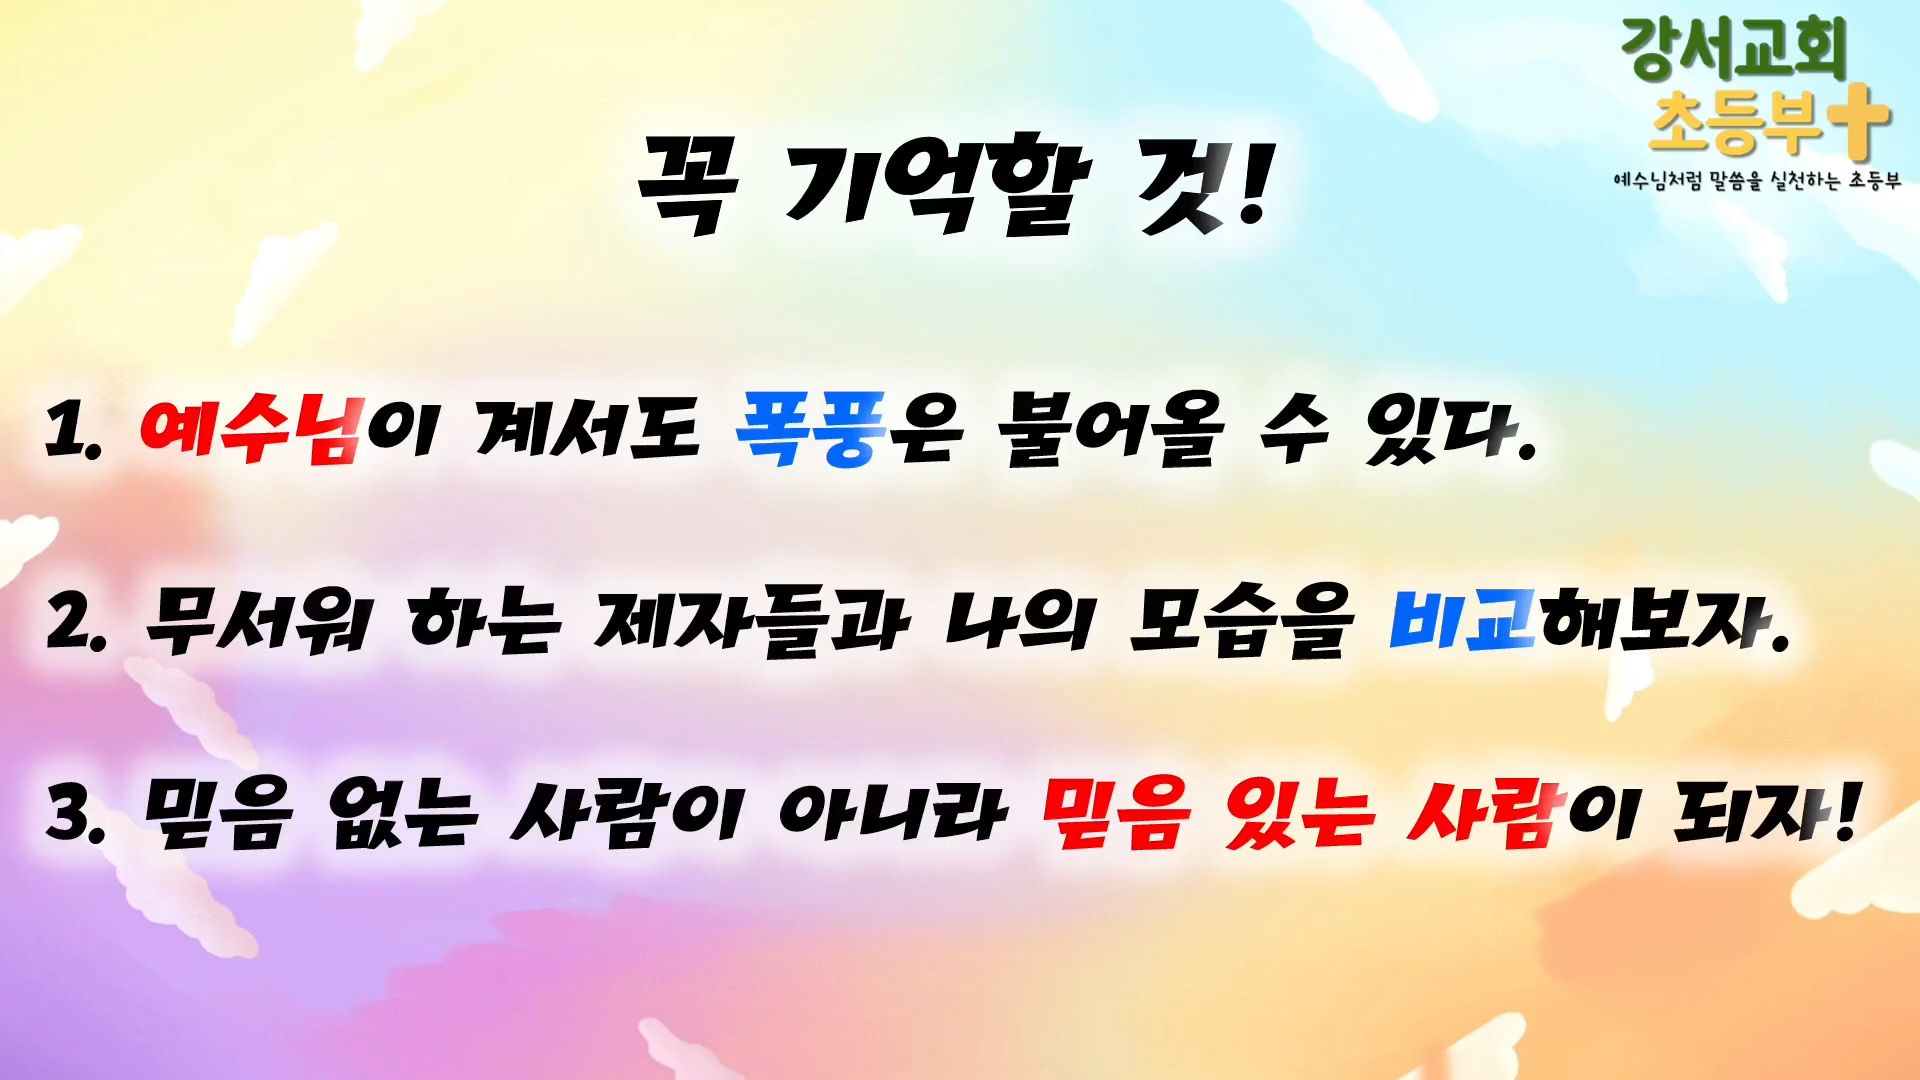 강서교회
초등부
예수님처럼 말씀을 실천하는 초등부
꼭 기억할 것!
1. 예수님이 계서도 폭풍은 불어올 수 있다.
2. 무서워 하는 제자들과 나의 모습을 비교해보자.
3. 믿음 없는 사람이 아니라 믿음 있는 사람이 되자!